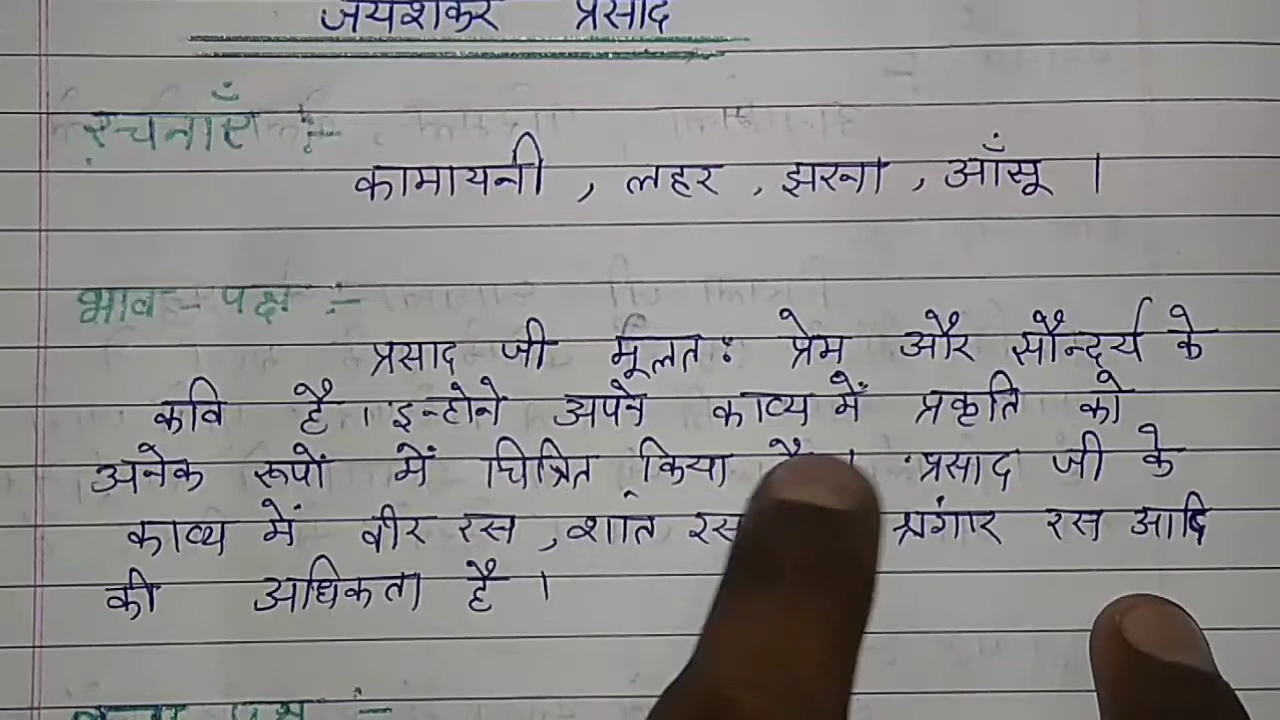 जयशंकर प्रसाद
रचनाएँ :-
कामायनी , लहर , झरना , आँसू ।
भाव - पक्ष :-
प्रसाद जी मूलतः प्रेम और सौन्दर्य के
कवि है । इन्होने अपने काव्य में प्रकृति को
अनेक रूपों में चित्रित किया है । प्रसाद जी के
काव्य में वीर रस , शांत रस श्रंगार रस आदि
की अधिकता है ।
पक्ष :-